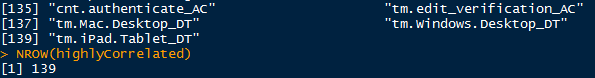 [135] "cnt.authenticate_AC" "tm.edit_verification_AC"
[137] "tm.Mac.Desktop_DT" "tm.Windows.Desktop_DT"
[139] "tm.iPad.Tablet_DT"
> NROW(highlyCorrelated)
[1] 139